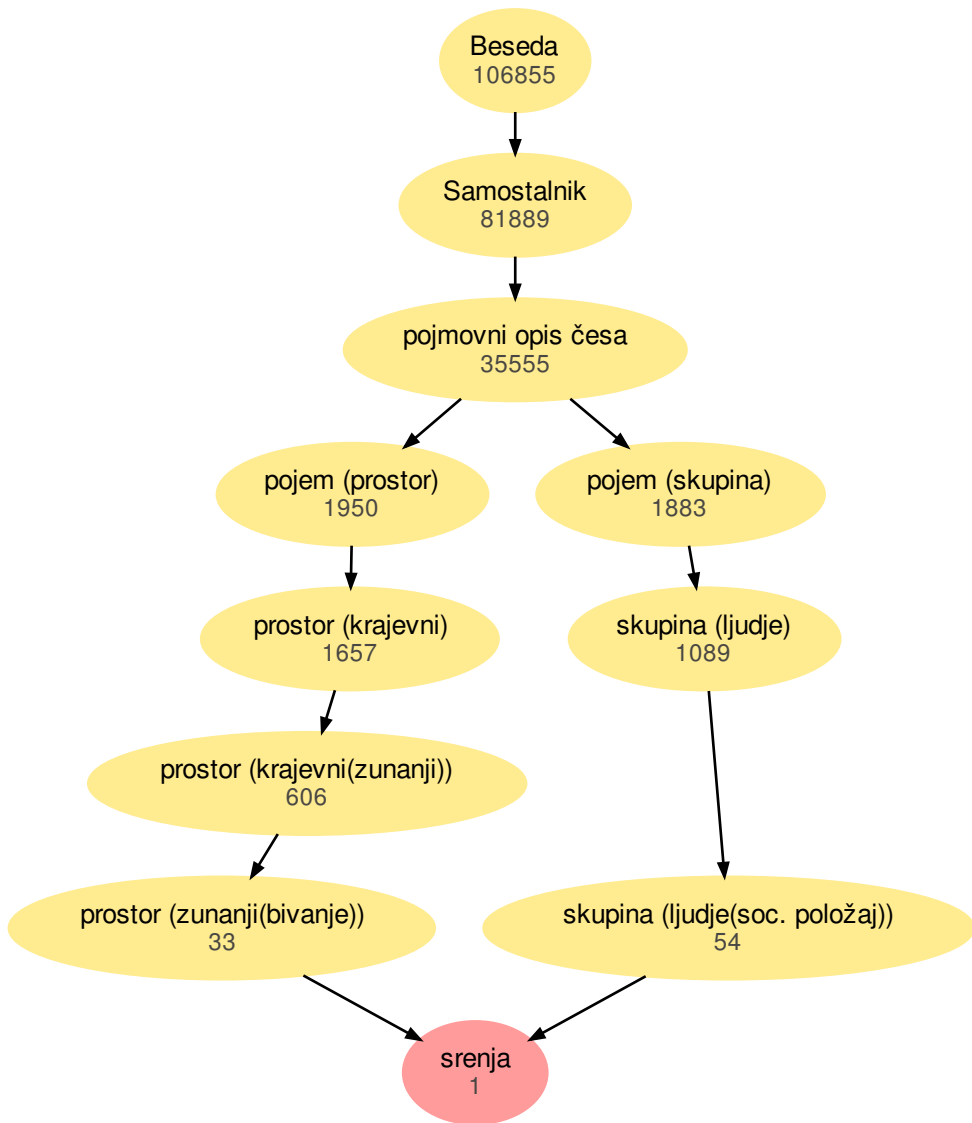 Beseda
106855
Samostalnik
81889
pojmovni opis česa
35555
pojem (prostor)
1950
pojem (skupina)
1883
prostor (krajevni)
1657
skupina (ljudje)
1089
prostor (krajevni(zunanji))
606
prostor (zunanji(bivanje))
33
skupina (ljudje(soc. položaj))
54
srenja
1